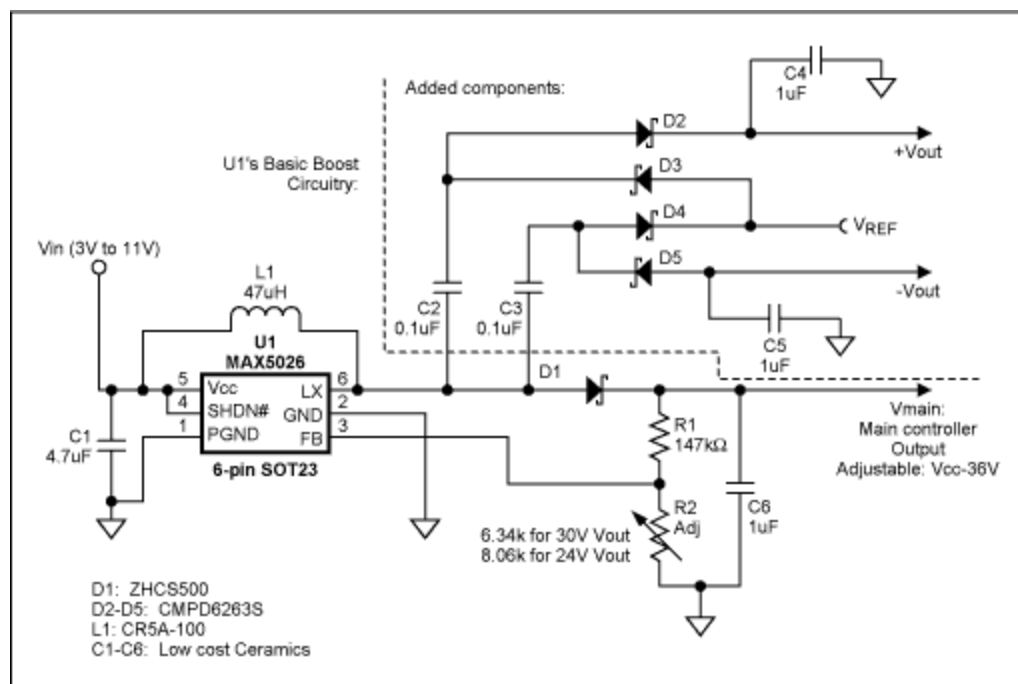 Added components:
C4
1uF
D2
+Vout
U1's Basic Boost
Circuitry:
D3
D4
VREF
D5
-Vout
Vin (3V to 11V)
L1
47uH
C2
0.1uF
C3
0.1uF
C5
1uF
U1
MAX5026
D1
5
Vcc
LX
6
4
SHDN#
GND
2
1
PGND
FB
3
6-pin SOT23
C1
4.7uF
R1
147kΩ
Vmain:
Main controller
Output
Adjustable: Vcc-36V
R2
Adj
C6
1uF
6.34k for 30V Vout
8.06k for 24V Vout
D1: ZHCS500
D2-D5: CMPD6263S
L1: CR5A-100
C1-C6: Low cost Ceramics